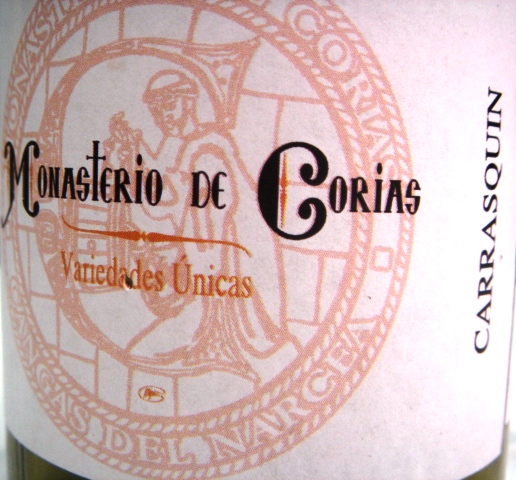 MONASTERIO DE CORIAS
Variedades Únicas
CARRASQUIN
CANGAS DEL NARCEA